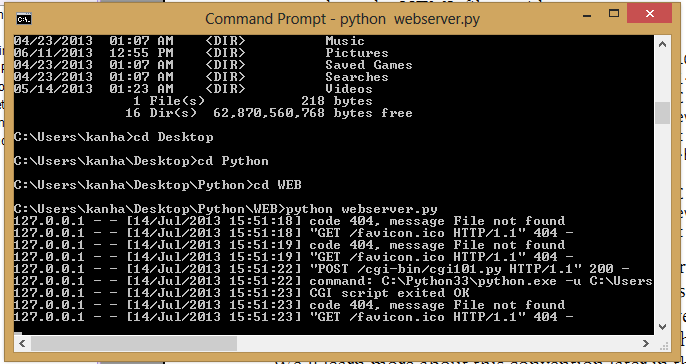 Command Prompt - python webserver.py
04/23/2013 01:07 AM <DIR> Music
06/11/2013 12:55 PM <DIR> Pictures
04/23/2013 01:07 AM <DIR> Saved Games
04/23/2013 01:07 AM <DIR> Searches
05/14/2013 01:23 AM <DIR> Videos
1 File(s) 218 bytes
16 Dir(s) 62,870,560,768 bytes free
C:\Users\kanha>cd Desktop
C:\Users\kanha\Desktop>cd Python
C:\Users\kanha\Desktop\Python>cd WEB
C:\Users\kanha\Desktop\Python\WEB>python webserver.py
127.0.0.1 - - [14/Jul/2013 15:51:18] code 404, message File not found
127.0.0.1 - - [14/Jul/2013 15:51:18] "GET /favicon.ico HTTP/1.1" 404 -
127.0.0.1 - - [14/Jul/2013 15:51:19] code 404, message File not found
127.0.0.1 - - [14/Jul/2013 15:51:19] "GET /favicon.ico HTTP/1.1" 404 -
127.0.0.1 - - [14/Jul/2013 15:51:22] "POST /cgi-bin/cgi101.py HTTP/1.1" 200 -
127.0.0.1 - - [14/Jul/2013 15:51:22] command: C:\Python33\python.exe -u C:\Users
127.0.0.1 - - [14/Jul/2013 15:51:23] CGI script exited OK
127.0.0.1 - - [14/Jul/2013 15:51:23] code 404, message File not found
127.0.0.1 - - [14/Jul/2013 15:51:23] "GET /favicon.ico HTTP/1.1" 404 -